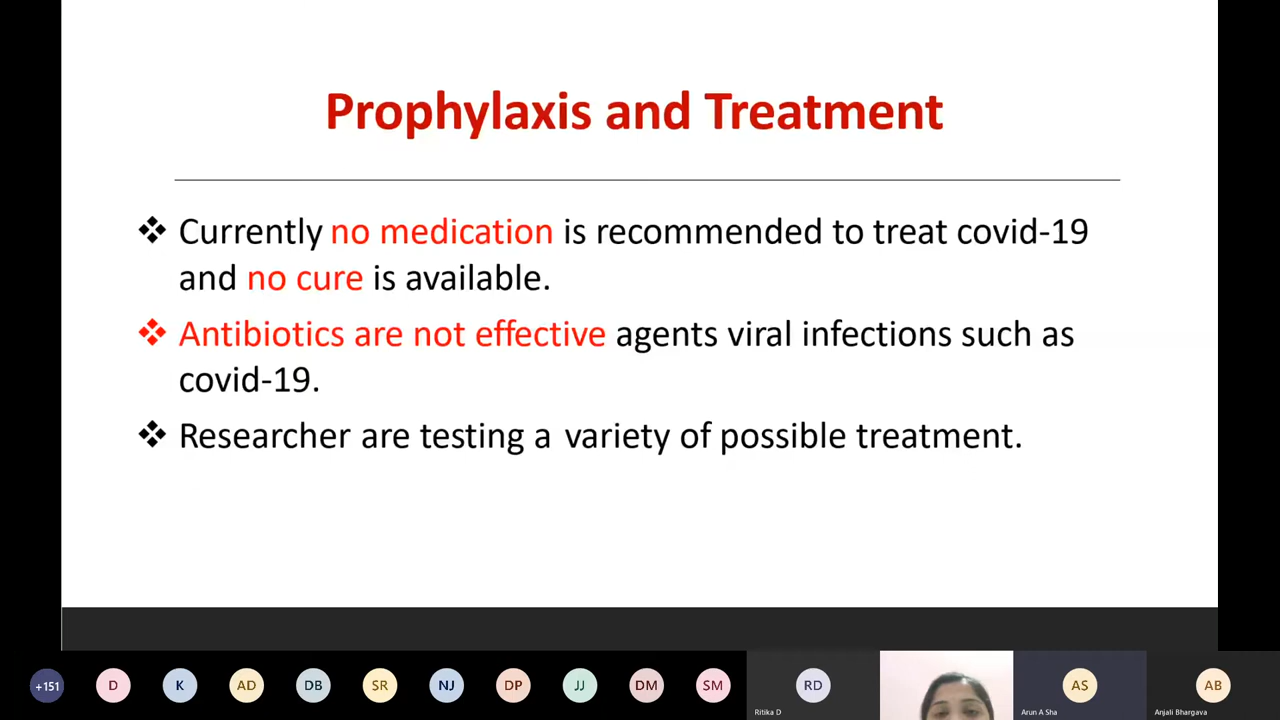 Prophylaxis and Treatment
Currently no medication is recommended to treat covid-19
and no cure is available.
Antibiotics are not effective agents viral infections such as
covid-19.
Researcher are testing a variety of possible treatment.
+151 D K AD DB SR NJ DP JJ DM SM RD AS AB
Ritika D Arun A Sha Anjali Bhargava